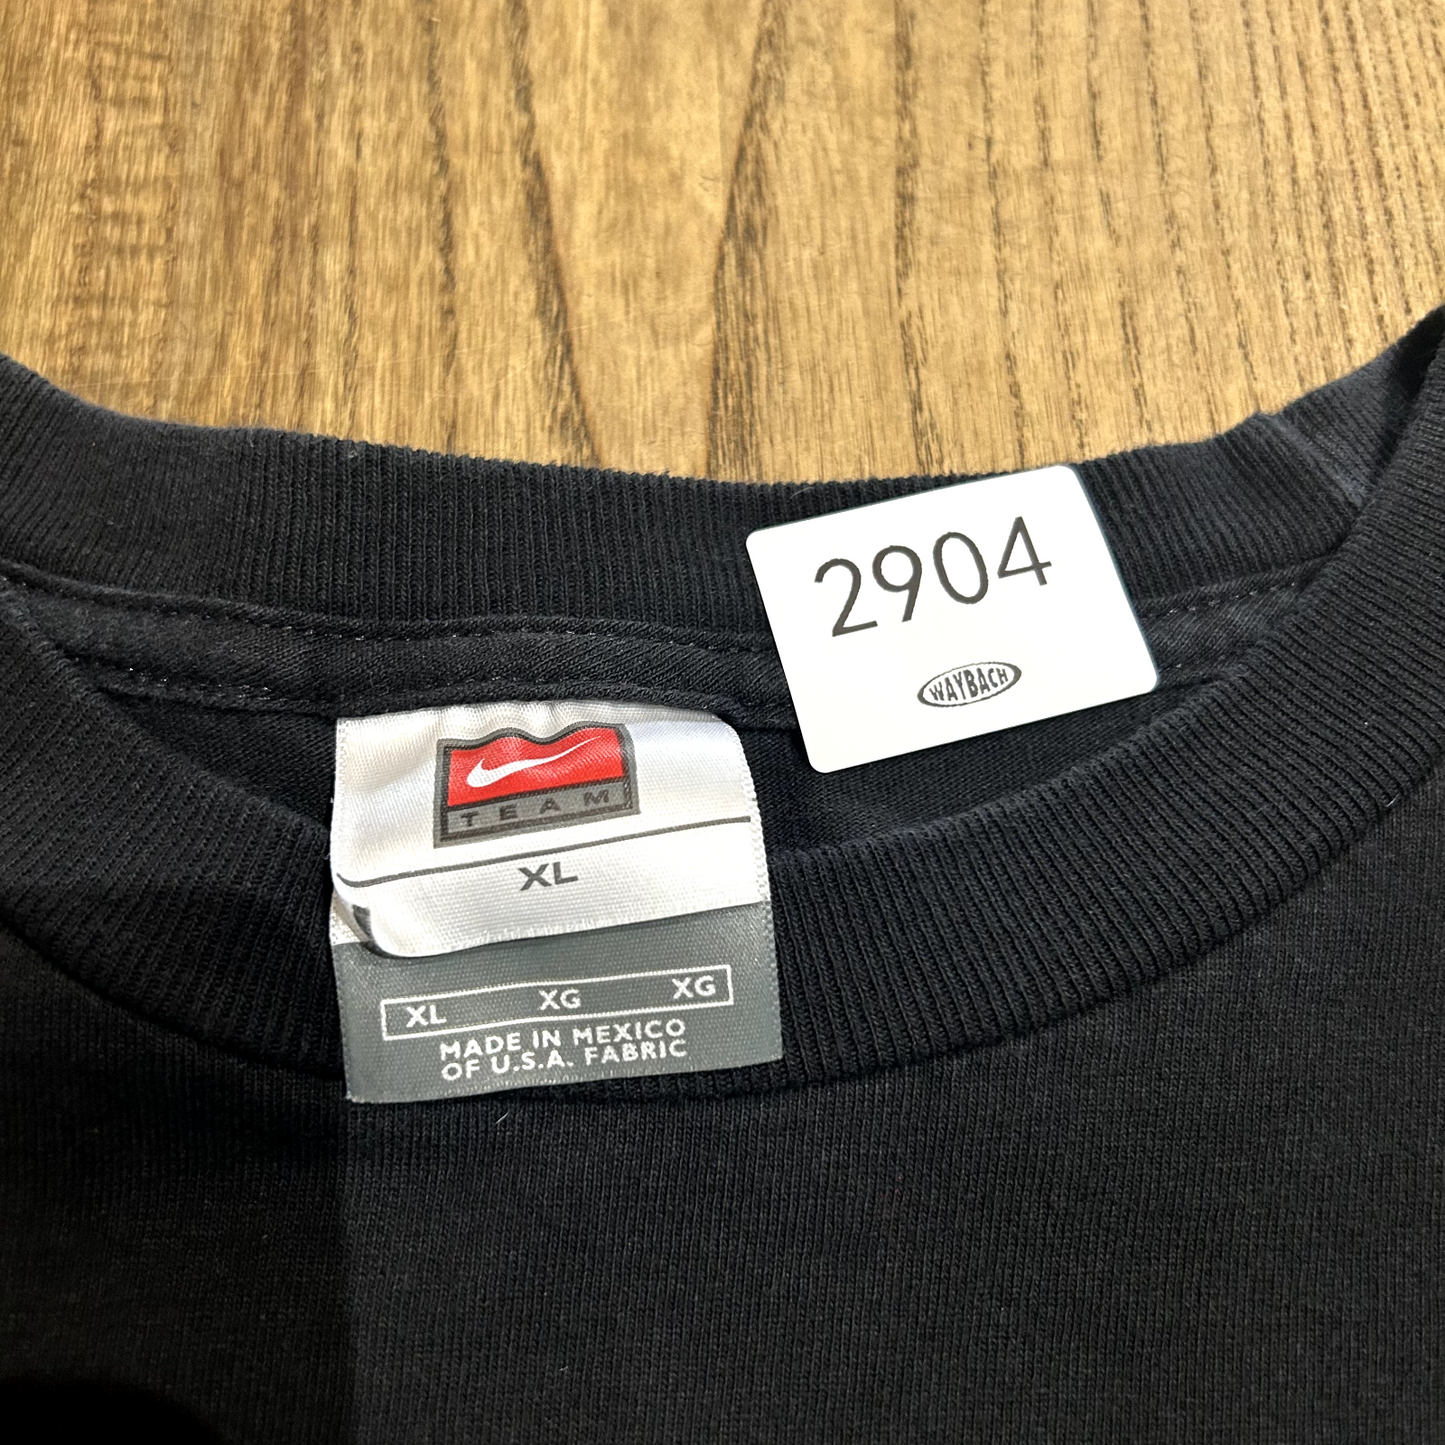 2904
WAYBACH
TEAM
XL
XL XG XG
MADE IN MEXICO
OF U.S.A. FABRIC